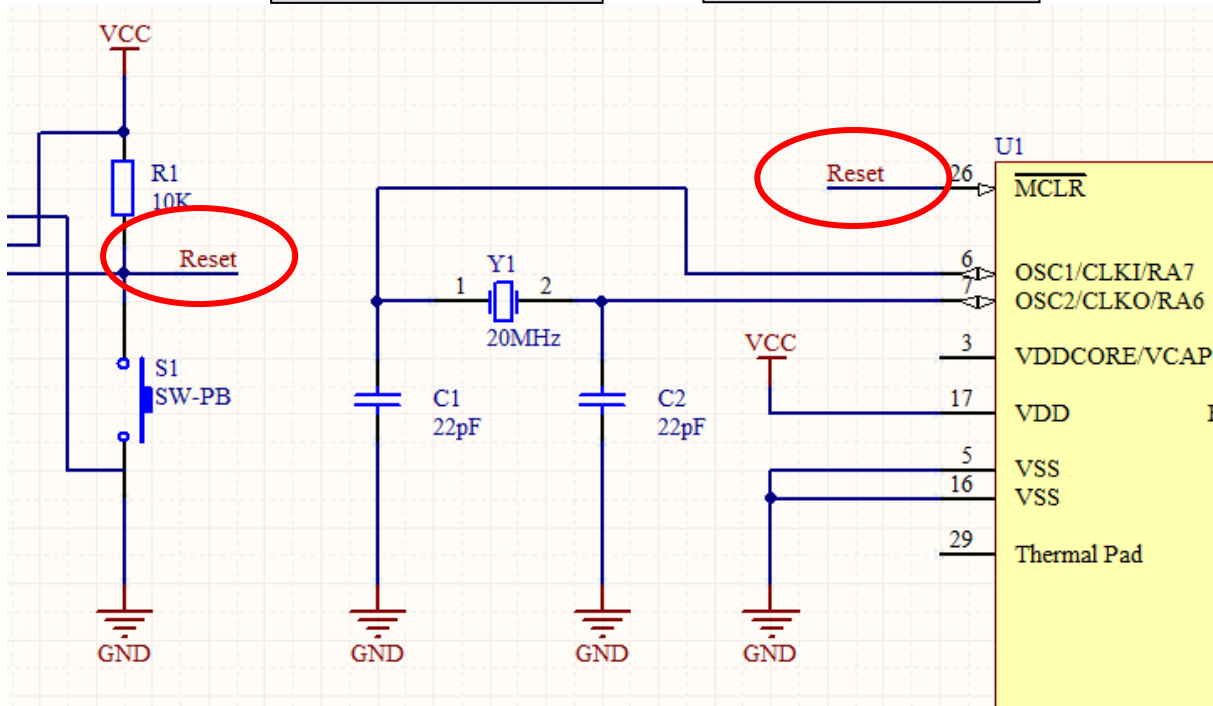 VCC
R1
10K
Reset
S1
SW-PB
GND
Y1
1
2
20MHz
C1
22pF
GND
C2
22pF
GND
VCC
GND
U1
Reset
26
MCLR
6
OSC1/CLKI/RA7
7
OSC2/CLKO/RA6
3
VDDCORE/VCAP
17
VDD
5
VSS
16
VSS
29
Thermal Pad